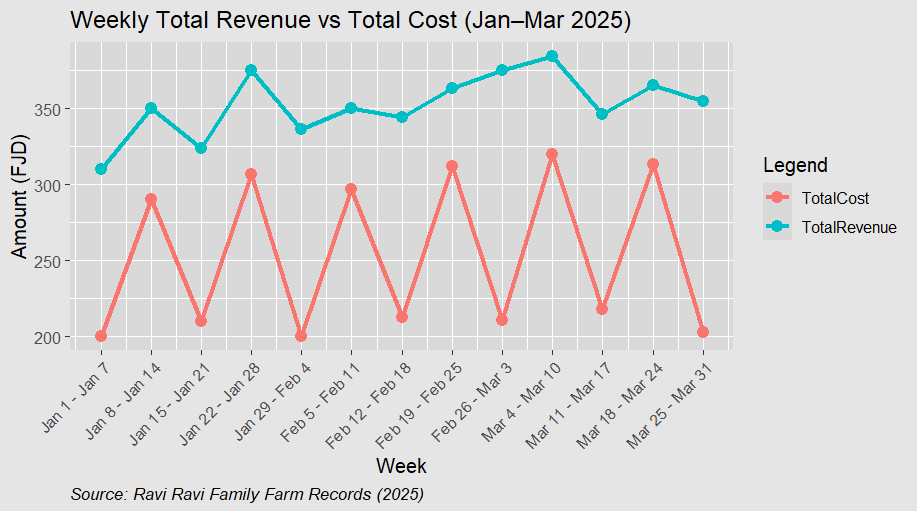 Weekly Total Revenue vs Total Cost (Jan–Mar 2025)
Amount (FJD)
350
300
250
200
Jan 1 - Jan 7
Jan 8 - Jan 14
Jan 15 - Jan 21
Jan 22 - Jan 28
Jan 29 - Feb 4
Feb 5 - Feb 11
Feb 12 - Feb 18
Feb 19 - Feb 25
Feb 26 - Mar 3
Mar 4 - Mar 10
Mar 11 - Mar 17
Mar 18 - Mar 24
Mar 25 - Mar 31
Week
Legend
TotalCost
TotalRevenue
Source: Ravi Ravi Family Farm Records (2025)